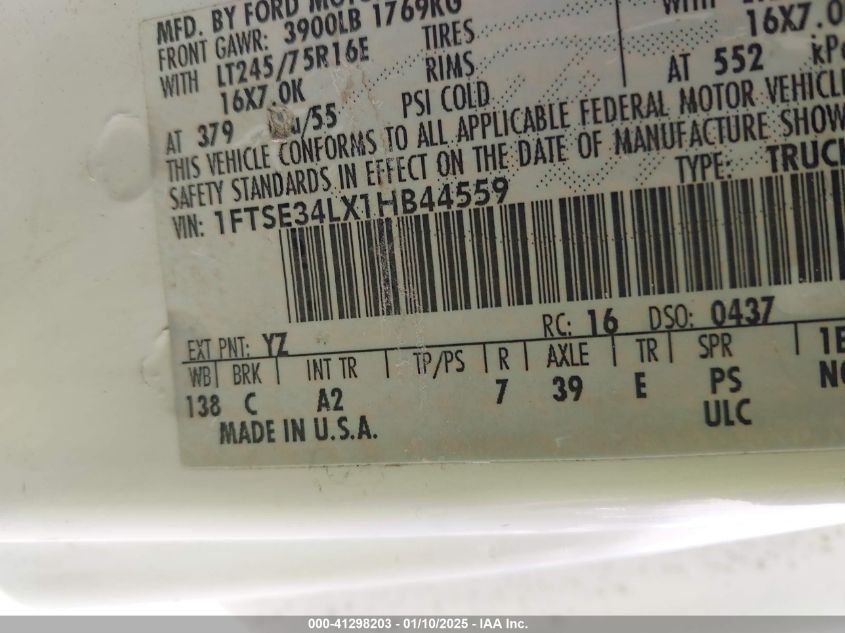 MFD. BY FORD
FRONT GAWR: 3900LB 1769KG
WITH LT245/75R16E TIRES
16X7.0K RIMS 16X7.0
AT 379 /55 PSI COLD AT 552 kPa
THIS VEHICLE CONFORMS TO ALL APPLICABLE FEDERAL MOTOR VEHICLE
SAFETY STANDARDS IN EFFECT ON THE DATE OF MANUFACTURE SHOW
VIN: 1FTSE34LX1HB44559 TYPE: TRUCK
EXT PNT: YZ RC: 16 DSO: 0437
WB BRK INT TR TP/PS R AXLE TR SPR
138 C A2 7 39 E PS
ULC
MADE IN U.S.A.
000-41298203 - 01/10/2025 - IAA Inc.